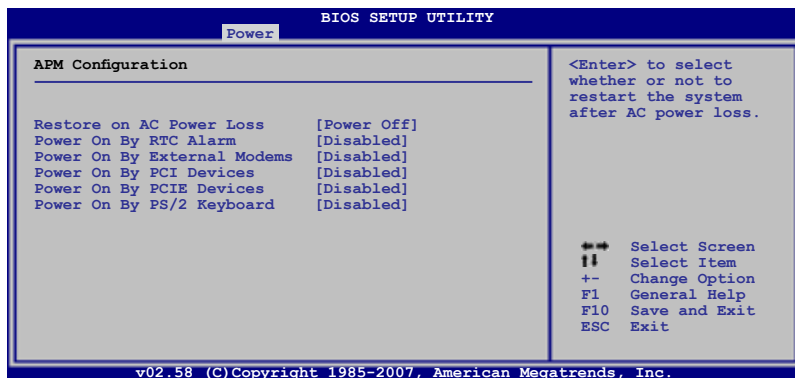 BIOS SETUP UTILITY
Power
APM Configuration
Restore on AC Power Loss [Power Off]
Power On By RTC Alarm [Disabled]
Power On By External Modems [Disabled]
Power On By PCI Devices [Disabled]
Power On By PCIE Devices [Disabled]
Power On By PS/2 Keyboard [Disabled]
<Enter> to select
whether or not to
restart the system
after AC power loss.
Select Screen
Select Item
+- Change Option
F1 General Help
F10 Save and Exit
ESC Exit
v02.58 (C)Copyright 1985-2007, American Megatrends, Inc.